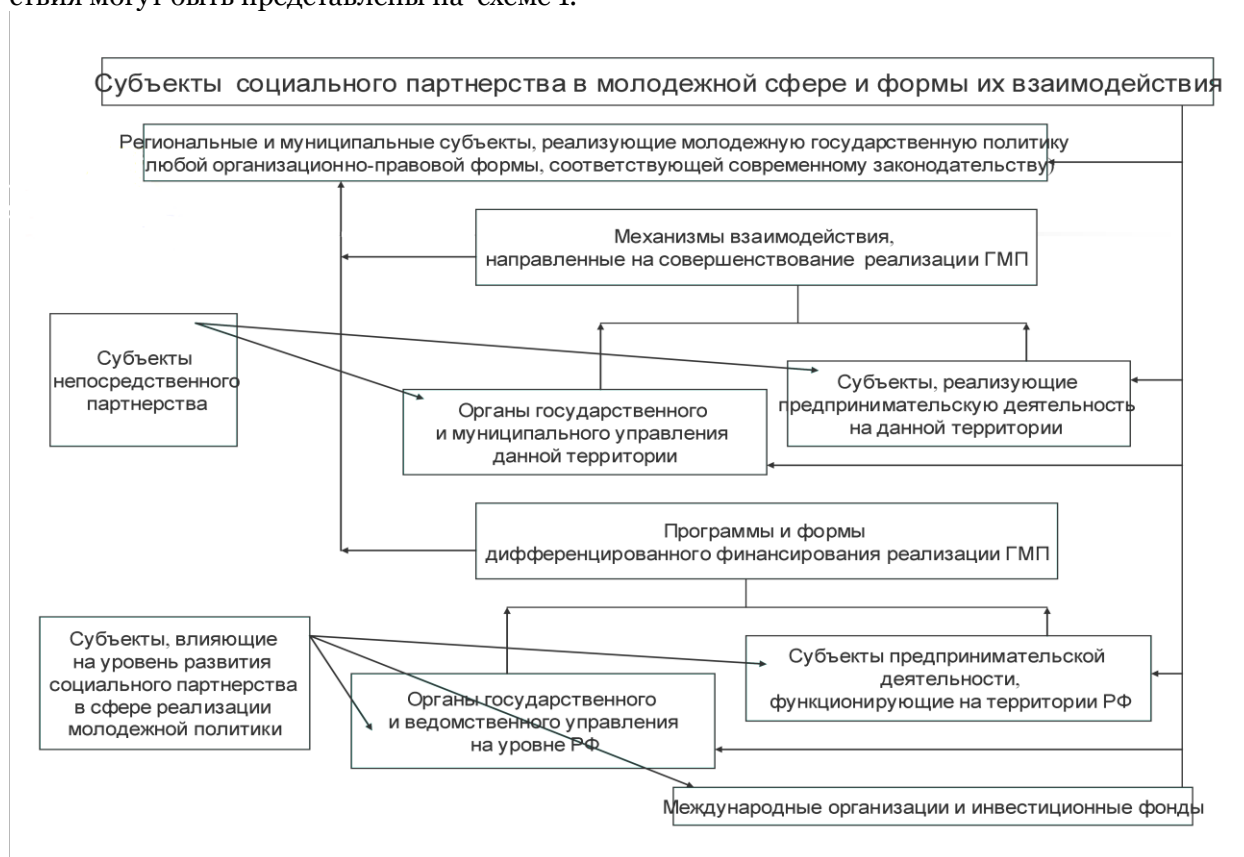 ствия могут быть представлены на схеме 1.
Субъекты социального партнерства в молодежной сфере и формы их взаимодействия
Региональные и муниципальные субъекты, реализующие молодежную государственную политику
любой организационно-правовой формы, соответствующей современному законодательству)
Механизмы взаимодействия,
направленные на совершенствование реализации ГМП
Субъекты
непосредственного
партнерства
Субъекты, реализующие
предпринимательскую деятельность
на данной территории
Органы государственного
и муниципального управления
данной территории
Программы и формы
дифференцированного финансирования реализации ГМП
Субъекты, влияющие
на уровень развития
социального партнерства
в сфере реализации
молодежной политики
Субъекты предпринимательской
деятельности,
функционирующие на территории РФ
Органы государственного
и ведомственного управления
на уровне РФ
Международные организации и инвестиционные фонды